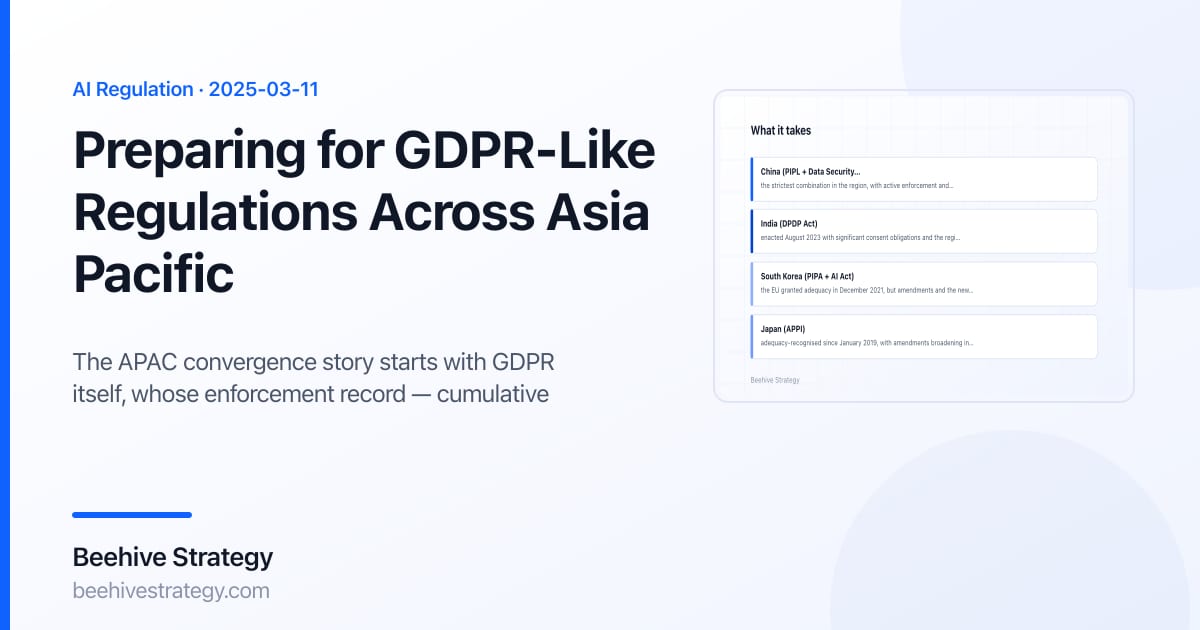 AI Regulation · 2025-03-11
Preparing for GDPR-Like
Regulations Across Asia
Pacific
The APAC convergence story starts with GDPR
itself, whose enforcement record — cumulative
Beehive Strategy
beehivestrategy.com
What it takes
China (PIPL + Data Security...
the strictest combination in the region, with active enforcement and...
India (DPDP Act)
enacted August 2023 with significant consent obligations and the regi...
South Korea (PIPA + AI Act)
the EU granted adequacy in December 2021, but amendments and the new...
Japan (APPI)
adequacy-recognised since January 2019, with amendments broadening in...
Beehive Strategy